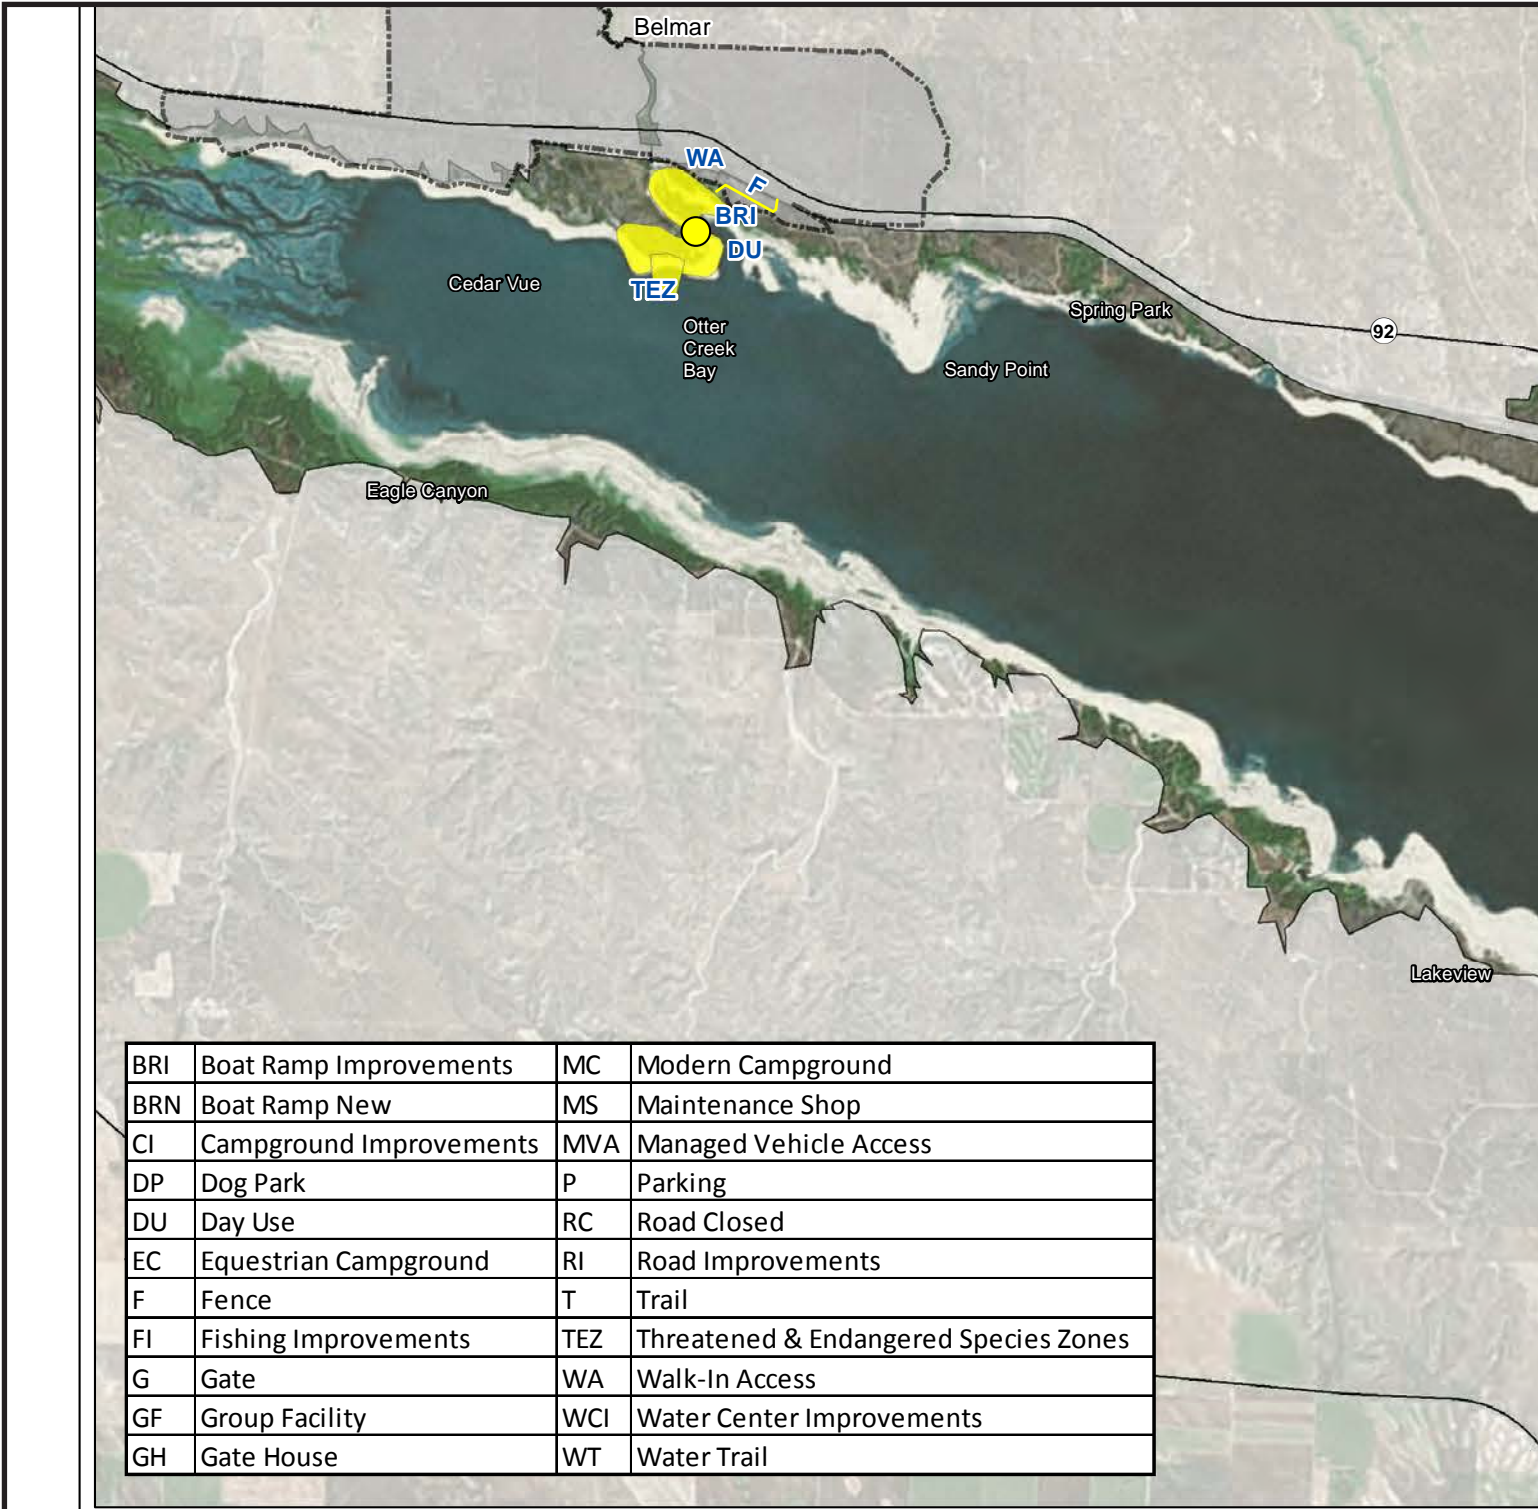 Belmar
WA
F
BRI
DU
TEZ
Cedar Vue
Otter
Creek
Bay
Spring Park
92
Sandy Point
Eagle Canyon
Lakeview
BRI Boat Ramp Improvements MC Modern Campground
BRN Boat Ramp New MS Maintenance Shop
CI Campground Improvements MVA Managed Vehicle Access
DP Dog Park P Parking
DU Day Use RC Road Closed
EC Equestrian Campground RI Road Improvements
F Fence T Trail
FI Fishing Improvements TEZ Threatened & Endangered Species Zones
G Gate WA Walk-In Access
GF Group Facility WCI Water Center Improvements
GH Gate House WT Water Trail